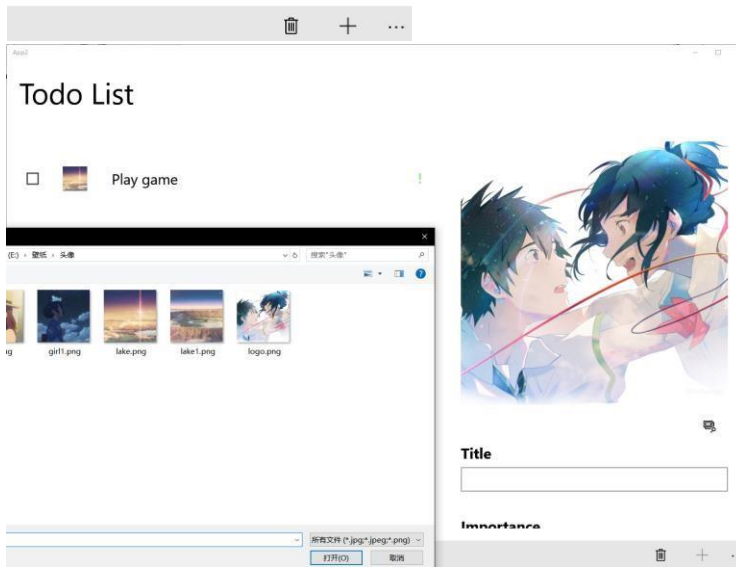 App2
Todo List
Play game
!
(E:) › 壁纸 › 头像
搜索"头像"
girl1.png
lake.png
lake1.png
logo.png
Title
Importance
所有文件 (*.jpg;*.jpeg;*.png)
打开(O)
取消